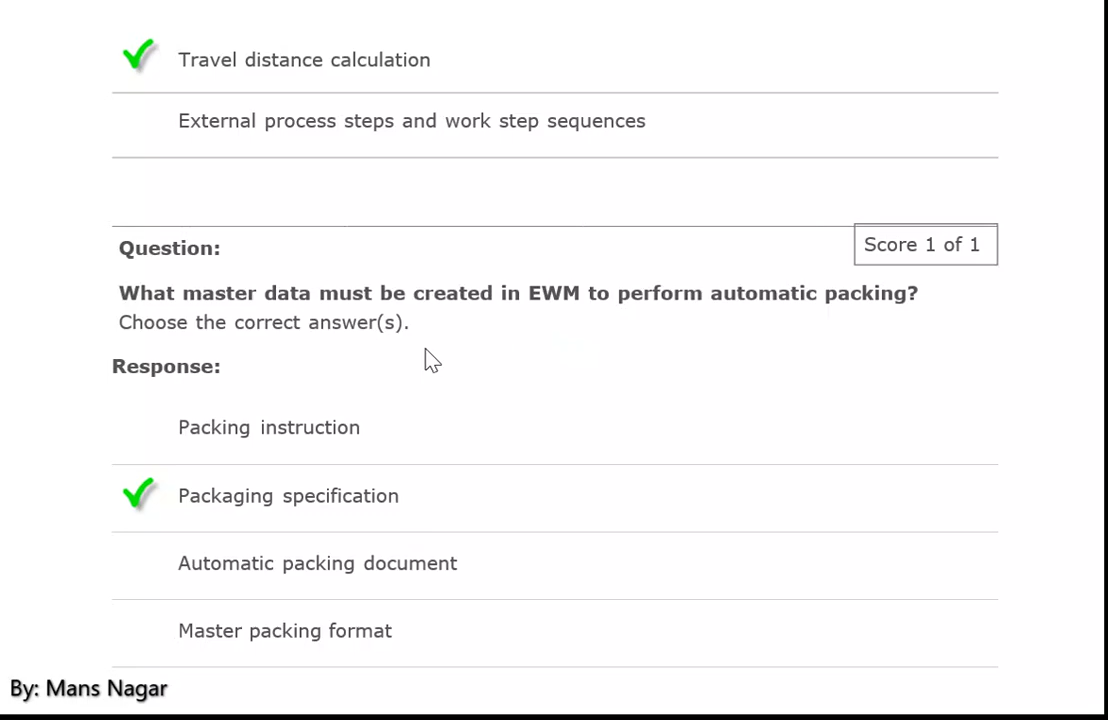 Travel distance calculation
External process steps and work step sequences
Question:
Score 1 of 1
What master data must be created in EWM to perform automatic packing?
Choose the correct answer(s).
Response:
Packing instruction
Packaging specification
Automatic packing document
Master packing format
By: Mans Nagar